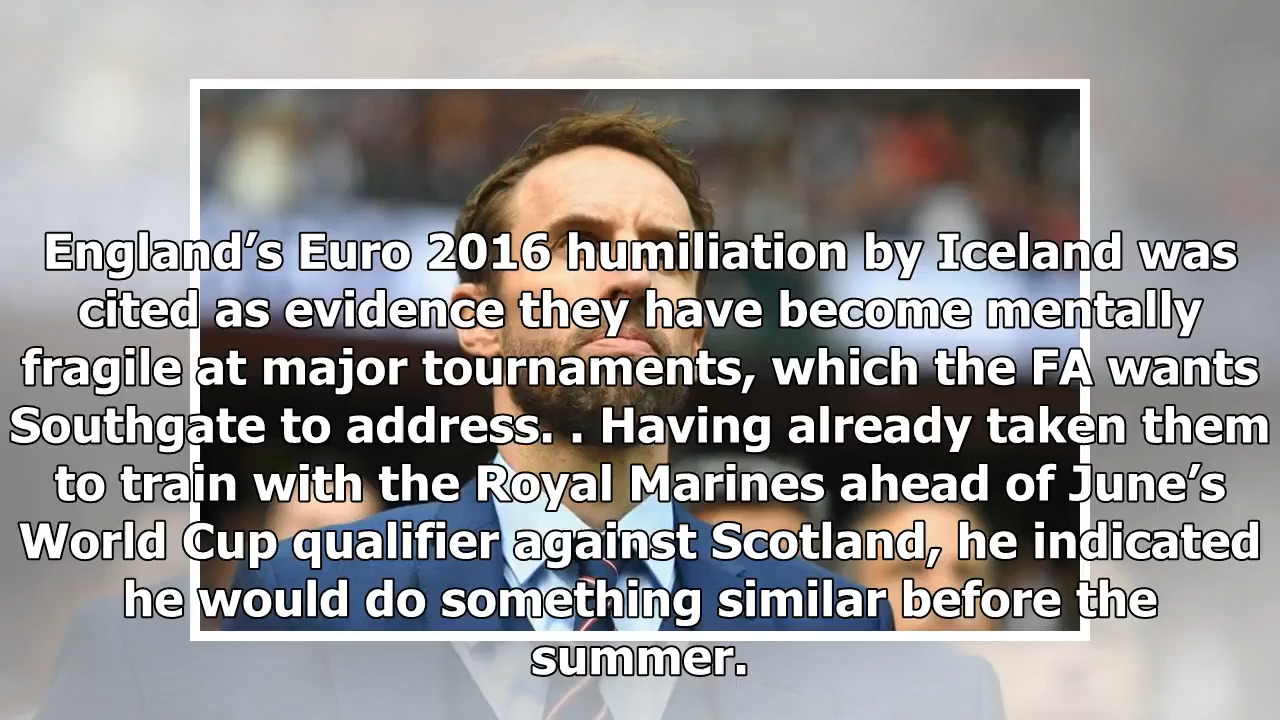 England’s Euro 2016 humiliation by Iceland was
cited as evidence they have become mentally
fragile at major tournaments, which the FA wants
Southgate to address. . Having already taken them
to train with the Royal Marines ahead of June’s
World Cup qualifier against Scotland, he indicated
he would do something similar before the
summer.